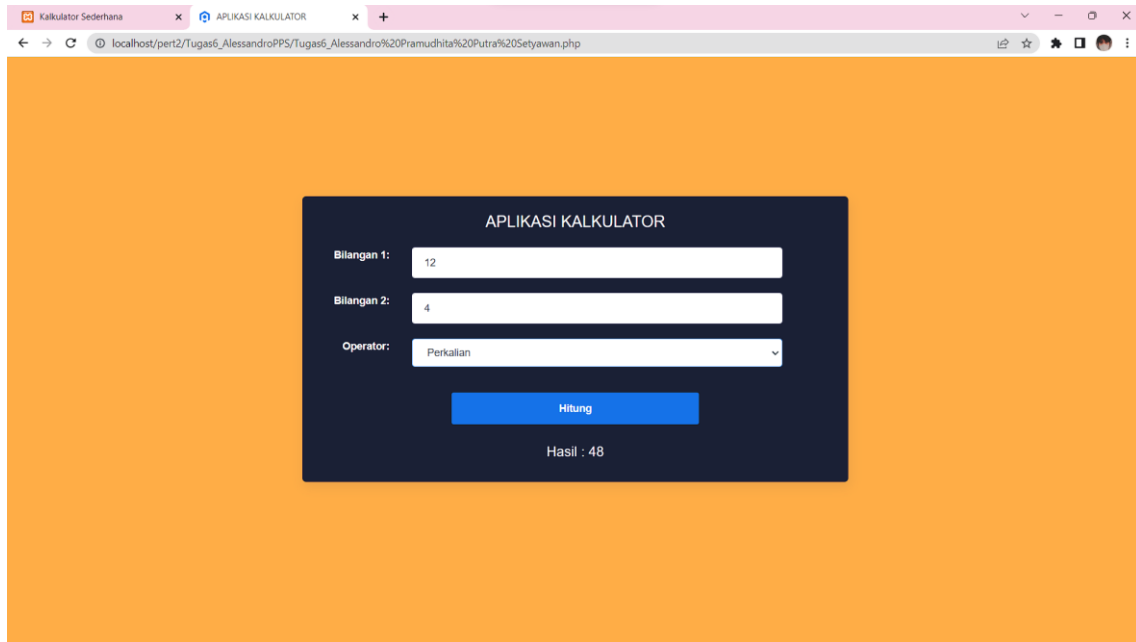 Kalkulator Sederhana
APLIKASI KALKULATOR
localhost/pert2/Tugas6_AlessandroPPS/Tugas6_Alessandro%20Pramudhita%20Putra%20Setyawan.php
APLIKASI KALKULATOR
Bilangan 1:
12
Bilangan 2:
4
Operator:
Perkalian
Hitung
Hasil : 48